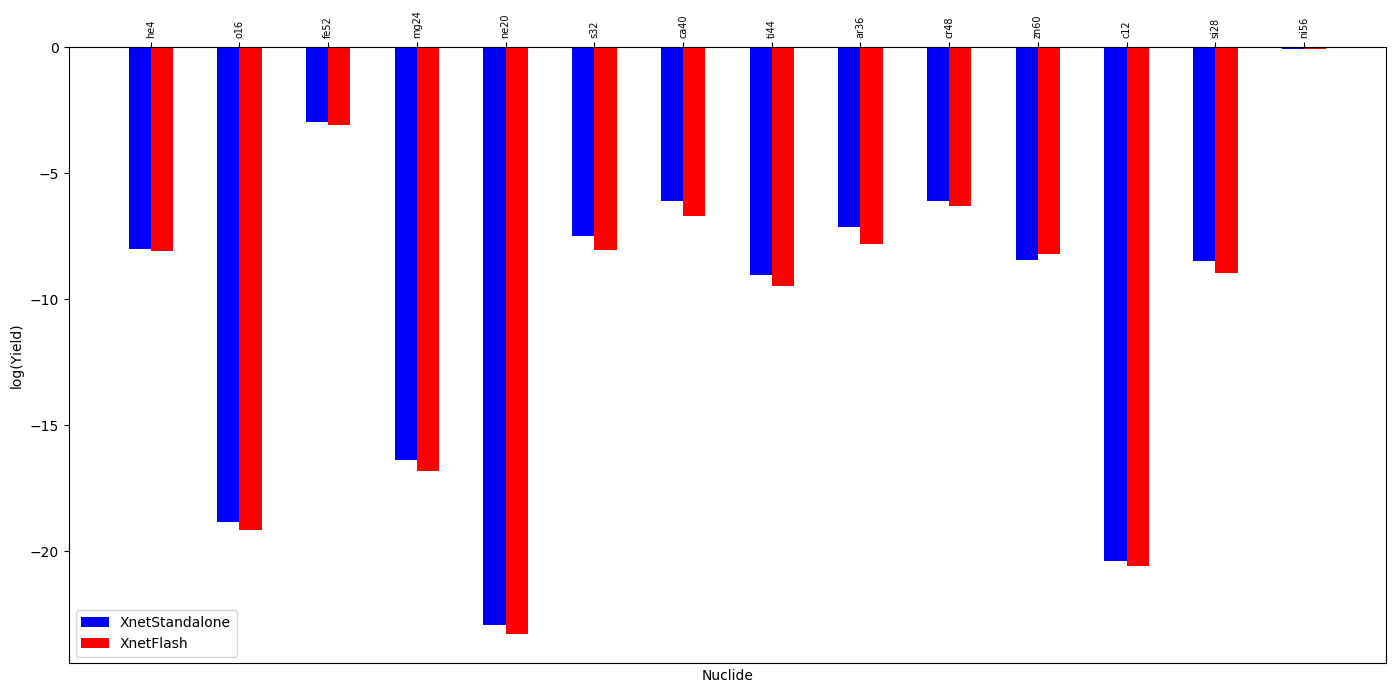 he4 o16 fe52 mg24 ne20 s32 ca40 ti44 ar36 cr48 zn60 c12 si28 ni56
0
−5
−10
−15
−20
log(Yield)
XnetStandalone
XnetFlash
Nuclide